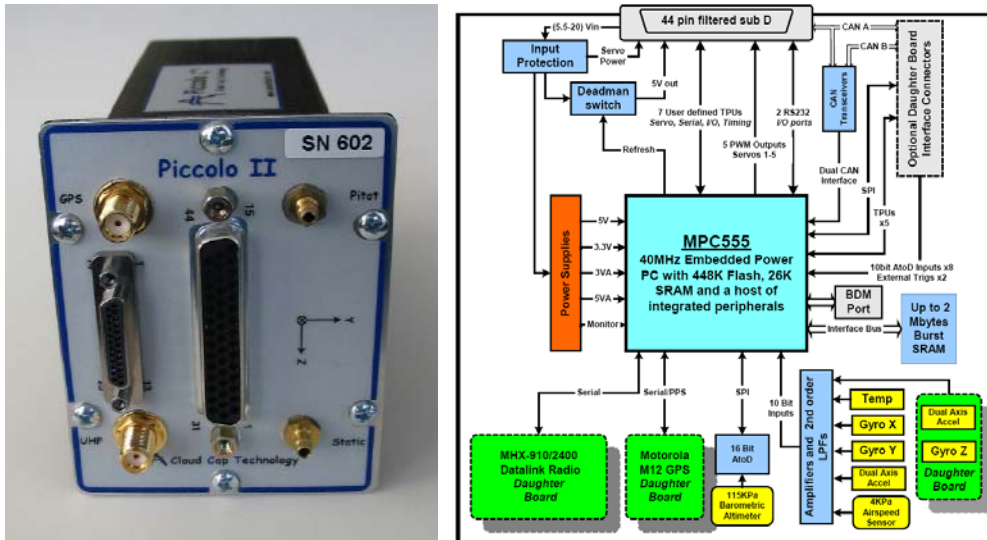 Piccolo II
SN 602
Piccolo II
GPS
Pitot
44
15
Y
Z
13
UHF
31
1
Static
Cloud Cap Technology
44 pin filtered sub D
(5.5-20) Vin
CAN A
CAN B
Input
Protection
Servo
Power
5V out
Deadman
switch
CAN
Transceivers
Optional Daughter Board
Interface Connectors
7 User defined TPUs
Servo, Serial, I/O, Timing
2 RS232
I/O ports
5 PWM Outputs
Servos 1-5
Refresh
Dual CAN
Interface
SPI
TPUs
x5
Power Supplies
5V
3.3V
3VA
5VA
Monitor
MPC555
40MHz Embedded Power
PC with 448K Flash, 26K
SRAM and a host of
integrated peripherals
10bit AtoD Inputs x8
External Trigs x2
BDM
Port
Interface Bus
Up to 2
Mbytes
Burst
SRAM
Serial
Serial/PPS
SPI
10 Bit
Inputs
MHX-910/2400
Datalink Radio
Daughter
Board
Motorola
M12 GPS
Daughter
Board
16 Bit
AtoD
115KPa
Barometric
Altimeter
Amplifiers and 2nd order
LPFs
Temp
Gyro X
Gyro Y
Dual Axis
Accel
4KPa
Airspeed
Sensor
Dual Axis
Accel
Gyro Z
Daughter
Board